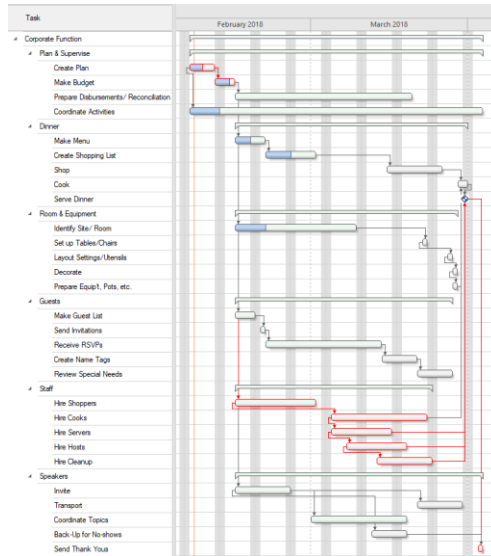 Task
February 2018
March 2018
Corporate Function
Plan & Supervise
Create Plan
Make Budget
Prepare Disbursements/ Reconciliation
Coordinate Activities
Dinner
Make Menu
Create Shopping List
Shop
Cook
Serve Dinner
Room & Equipment
Identify Site/ Room
Set up Tables/Chairs
Layout Settings/Utensils
Decorate
Prepare Equip't, Pots, etc.
Guests
Make Guest List
Send Invitations
Receive RSVPs
Create Name Tags
Review Special Needs
Staff
Hire Shoppers
Hire Cooks
Hire Servers
Hire Hosts
Hire Cleanup
Speakers
Invite
Transport
Coordinate Topics
Back-Up for No-shows
Send Thank Yous